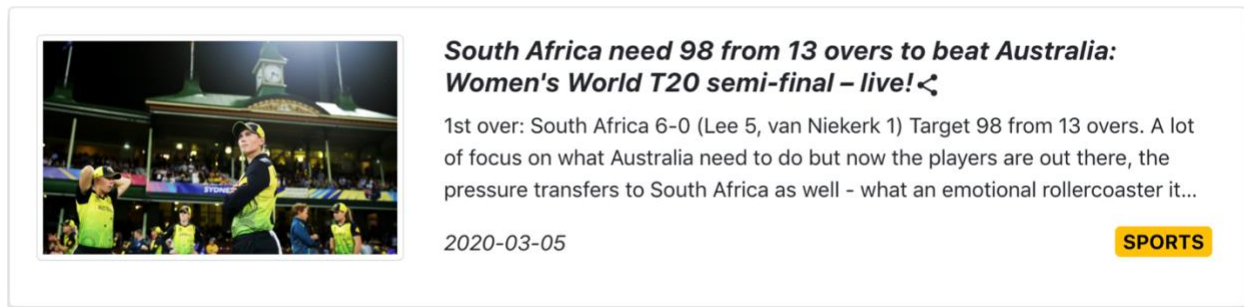 South Africa need 98 from 13 overs to beat Australia:
Women's World T20 semi-final – live!
1st over: South Africa 6-0 (Lee 5, van Niekerk 1) Target 98 from 13 overs. A lot
of focus on what Australia need to do but now the players are out there, the
pressure transfers to South Africa as well - what an emotional rollercoaster it...
2020-03-05
SPORTS